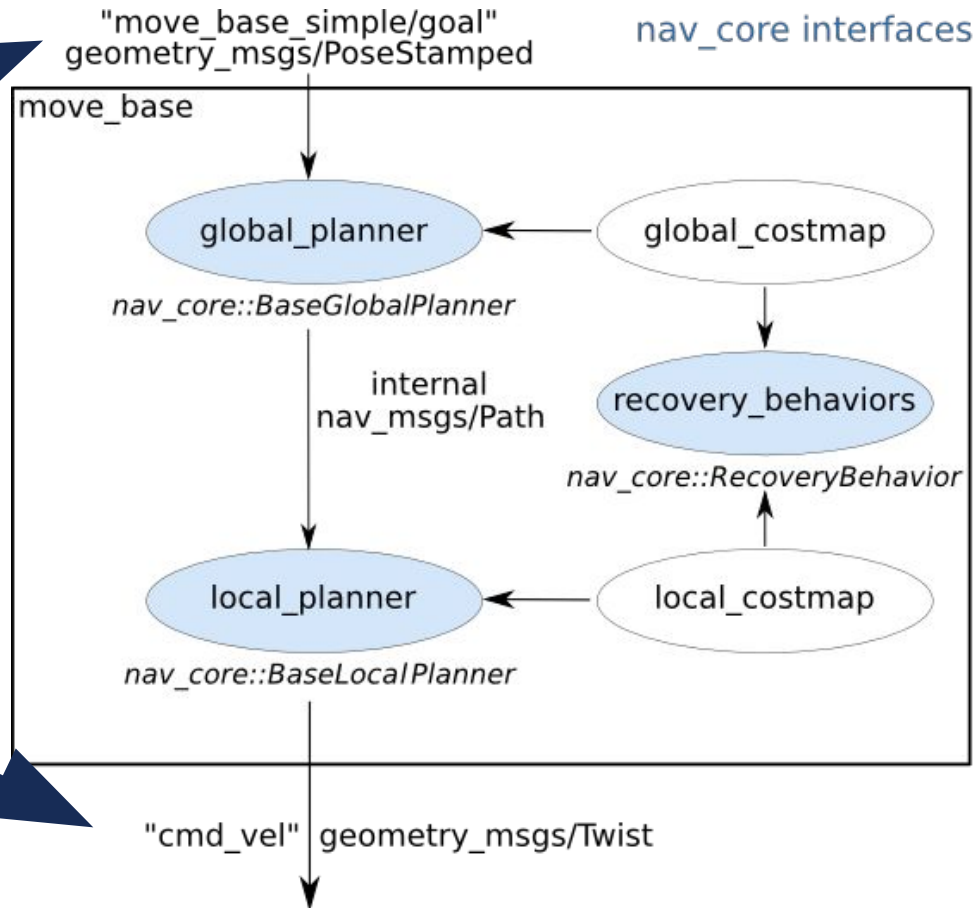 "move_base_simple/goal"
geometry_msgs/PoseStamped
nav_core interfaces
move_base
global_planner
global_costmap
nav_core::BaseGlobalPlanner
internal
nav_msgs/Path
recovery_behaviors
nav_core::RecoveryBehavior
local_planner
local_costmap
nav_core::BaseLocalPlanner
"cmd_vel" geometry_msgs/Twist